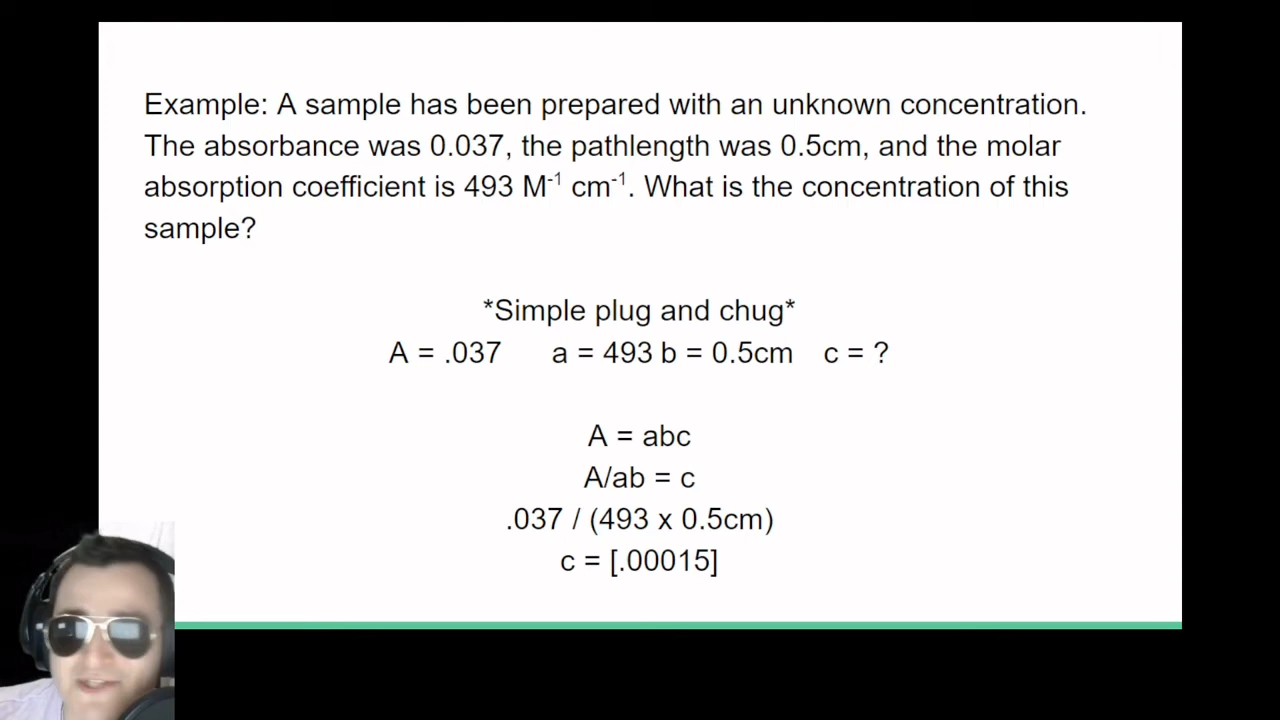 Example: A sample has been prepared with an unknown concentration.
The absorbance was 0.037, the pathlength was 0.5cm, and the molar
absorption coefficient is 493 M⁻¹ cm⁻¹. What is the concentration of this
sample?
*Simple plug and chug*
A = .037 a = 493 b = 0.5cm c = ?
A = abc
A/ab = c
.037 / (493 x 0.5cm)
c = [.00015]